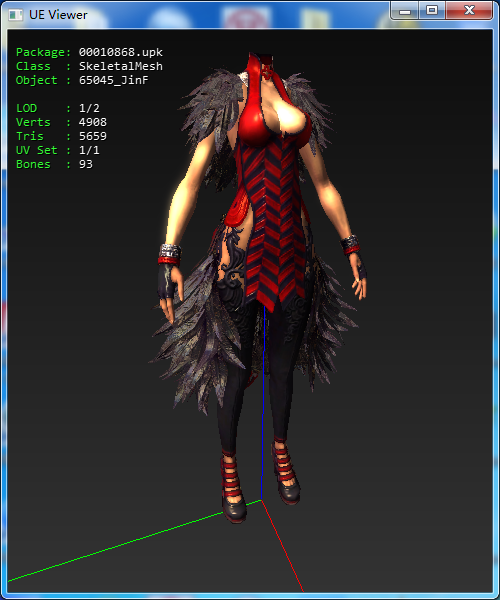 UE Viewer
Package: 00010868.upk
Class : SkeletalMesh
Object : 65045_JinF
LOD : 1/2
Verts : 4908
Tris : 5659
UV Set : 1/1
Bones : 93